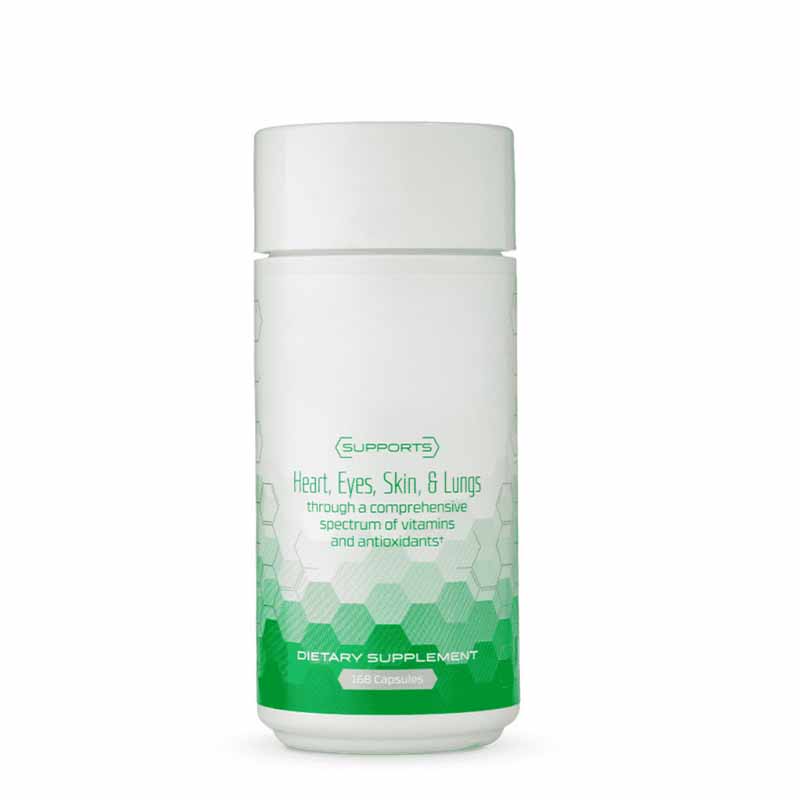 SUPPORTS
Heart, Eyes, Skin, & Lungs
through a comprehensive
spectrum of vitamins
and antioxidants†
DIETARY SUPPLEMENT
168 Capsules